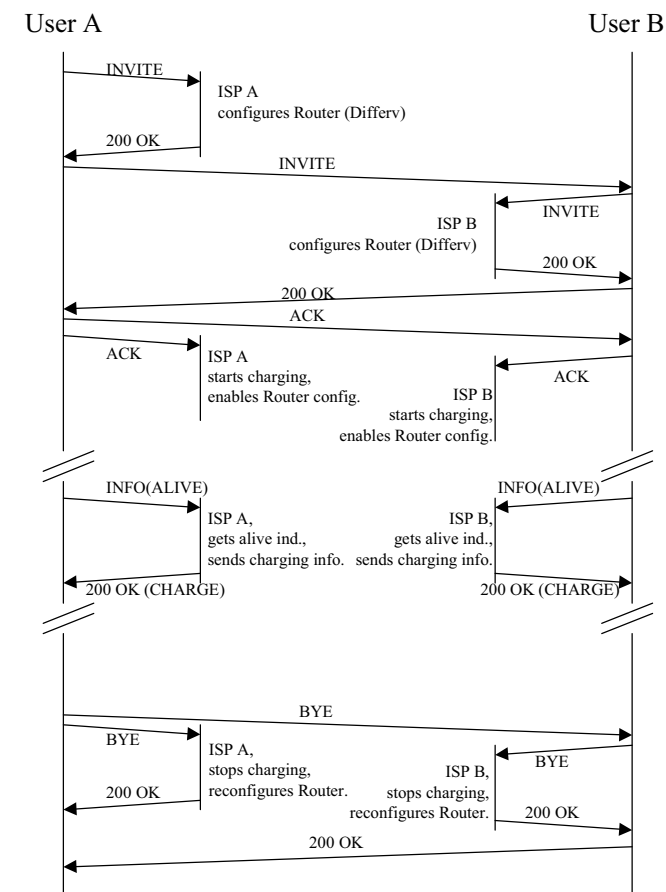 User A
User B
INVITE
ISP A
configures Router (Differv)
200 OK
INVITE
INVITE
ISP B
configures Router (Differv)
200 OK
200 OK
ACK
ACK
ISP A
starts charging,
enables Router config.
ACK
ISP B
starts charging,
enables Router config.
INFO(ALIVE)
INFO(ALIVE)
ISP A,
gets alive ind.,
sends charging info.
ISP B,
gets alive ind.,
sends charging info.
200 OK (CHARGE)
200 OK (CHARGE)
BYE
BYE
ISP A,
stops charging,
reconfigures Router.
BYE
ISP B,
stops charging,
reconfigures Router.
200 OK
200 OK
200 OK